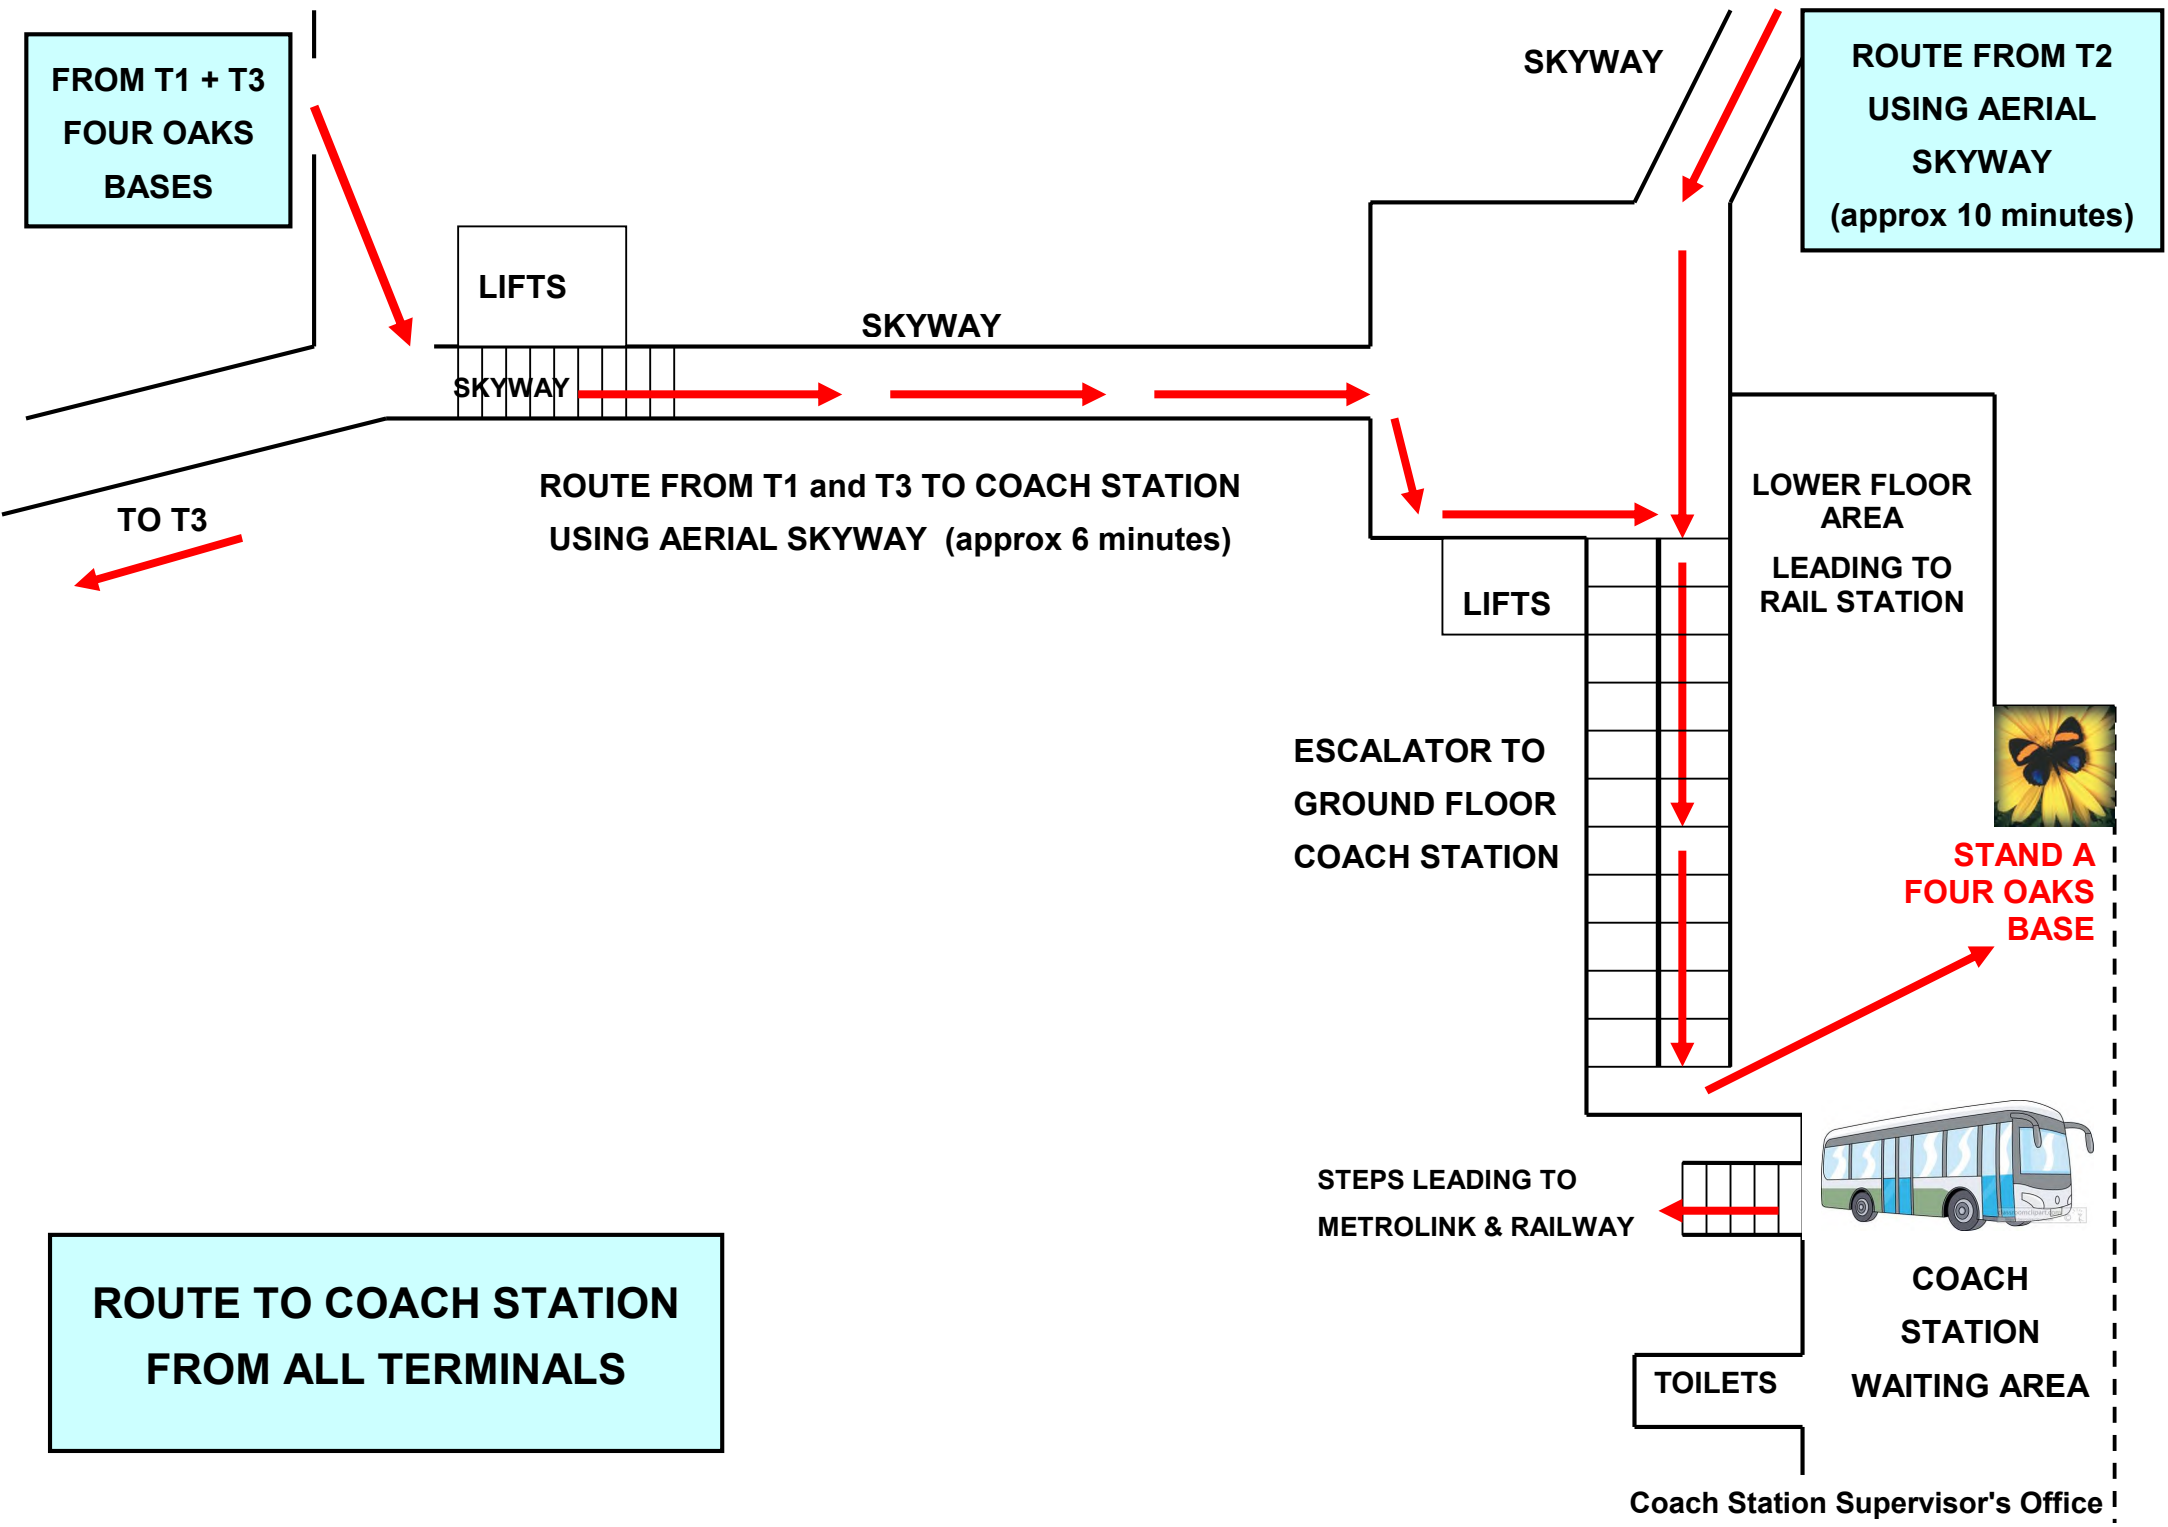 FROM T1 + T3
FOUR OAKS
BASES
SKYWAY
ROUTE FROM T2
USING AERIAL
SKYWAY
(approx 10 minutes)
LIFTS
SKYWAY
SKYWAY
ROUTE FROM T1 and T3 TO COACH STATION
USING AERIAL SKYWAY (approx 6 minutes)
TO T3
LOWER FLOOR
AREA
LEADING TO
RAIL STATION
LIFTS
ESCALATOR TO
GROUND FLOOR
COACH STATION
STAND A
FOUR OAKS
BASE
STEPS LEADING TO
METROLINK & RAILWAY
COACH
STATION
WAITING AREA
ROUTE TO COACH STATION
FROM ALL TERMINALS
TOILETS
Coach Station Supervisor's Office